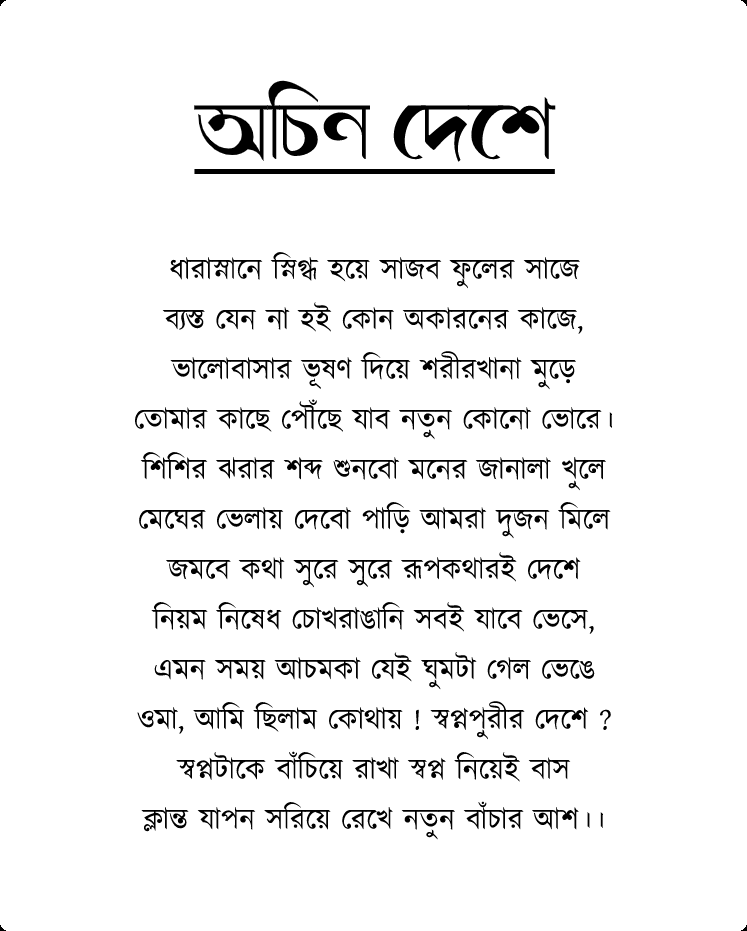 অচিন দেশে
ধারাস্নানে স্নিগ্ধ হয়ে সাজব ফুলের সাজে
ব্যস্ত যেন না হই কোন অকারনের কাজে,
ভালোবাসার ভূষণ দিয়ে শরীরখানা মুড়ে
তোমার কাছে পৌঁছে যাব নতুন কোনো ভোরে।
শিশির ঝরার শব্দ শুনবো মনের জানালা খুলে
মেঘের ভেলায় দেবো পাড়ি আমরা দুজন মিলে
জমবে কথা সুরে সুরে রূপকথারই দেশে
নিয়ম নিষেধ চোখরাঙানি সবই যাবে ভেসে,
এমন সময় আচমকা যেই ঘুমটা গেল ভেঙে
ওমা, আমি ছিলাম কোথায় ! স্বপ্নপুরীর দেশে ?
স্বপ্নটাকে বাঁচিয়ে রাখা স্বপ্ন নিয়েই বাস
ক্লান্ত যাপন সরিয়ে রেখে নতুন বাঁচার আশ।।